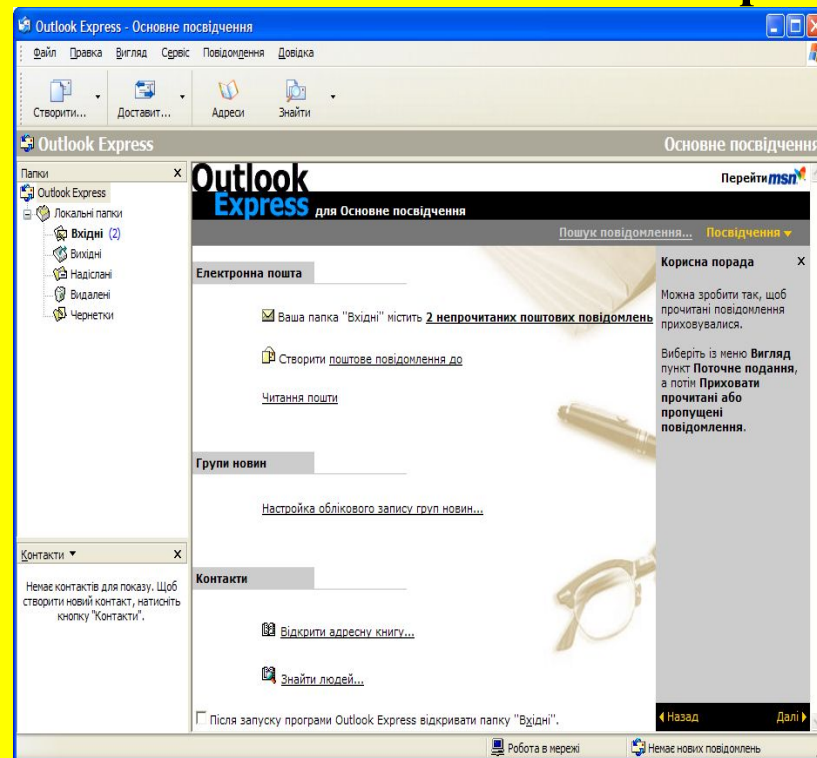 Outlook Express - Основне посвідчення
Файл Правка Вигляд Сервіс Повідомлення Довідка
Створити... Доставит... Адреси Знайти
Outlook Express Основне посвідчення
Папки x
Outlook Express
Локальні папки
Вхідні (2)
Вихідні
Надіслані
Видалені
Чернетки
Контакти x
Немає контактів для показу. Щоб
створити новий контакт, натисніть
кнопку "Контакти".
Outlook
Express для Основне посвідчення
Перейти msn
Пошук повідомлення... Посвідчення
Електронна пошта
Ваша папка "Вхідні" містить 2 непрочитаних поштових повідомлень
Створити поштове повідомлення до
Читання пошти
Групи новин
Настройка облікового запису груп новин...
Контакти
Відкрити адресну книгу...
Знайти людей...
После запуску програми Outlook Express відкривати папку "Вхідні".
Корисна порада x
Можна зробити так, щоб
прочитані повідомлення
приховувалися.
Виберіть із меню Вигляд
пункт Поточне подання,
а потім Приховати
прочитані або
пропущені
повідомлення.
Назад Далі
Робота в мережі Немає нових повідомлень